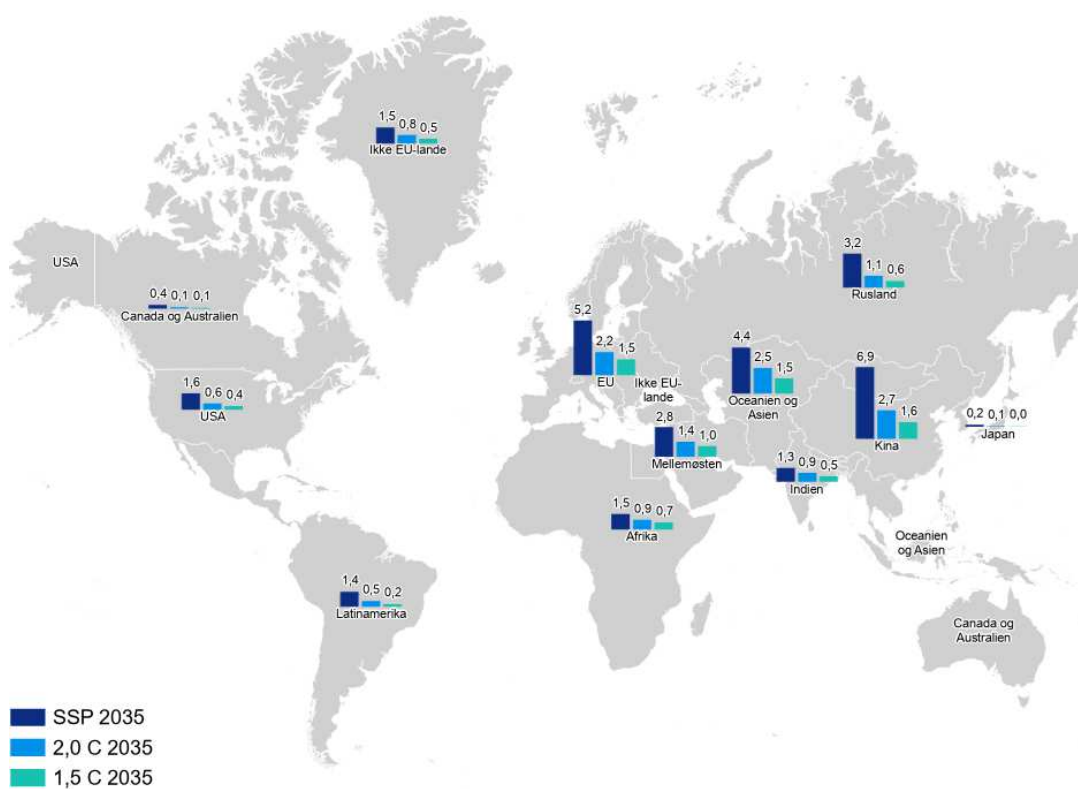 1,5 0,8 0,5
Ikke EU-lande
USA
0,4 0,1 0,1
Canada og Australien
1,6 0,6 0,4
USA
1,4 0,5 0,2
Latinamerika
5,2 2,2 1,5
EU
Ikke EU-
lande
2,8 1,4 1,0
Mellemøsten
1,5 0,9 0,7
Afrika
3,2 1,1 0,6
Rusland
4,4 2,5 1,5
Oceanien og
Asien
6,9 2,7 1,6
Kina
0,2 0,1 0,0
Japan
1,3 0,9 0,5
Indien
Oceanien
og Asien
Canada og
Australien
SSP 2035
2,0 C 2035
1,5 C 2035